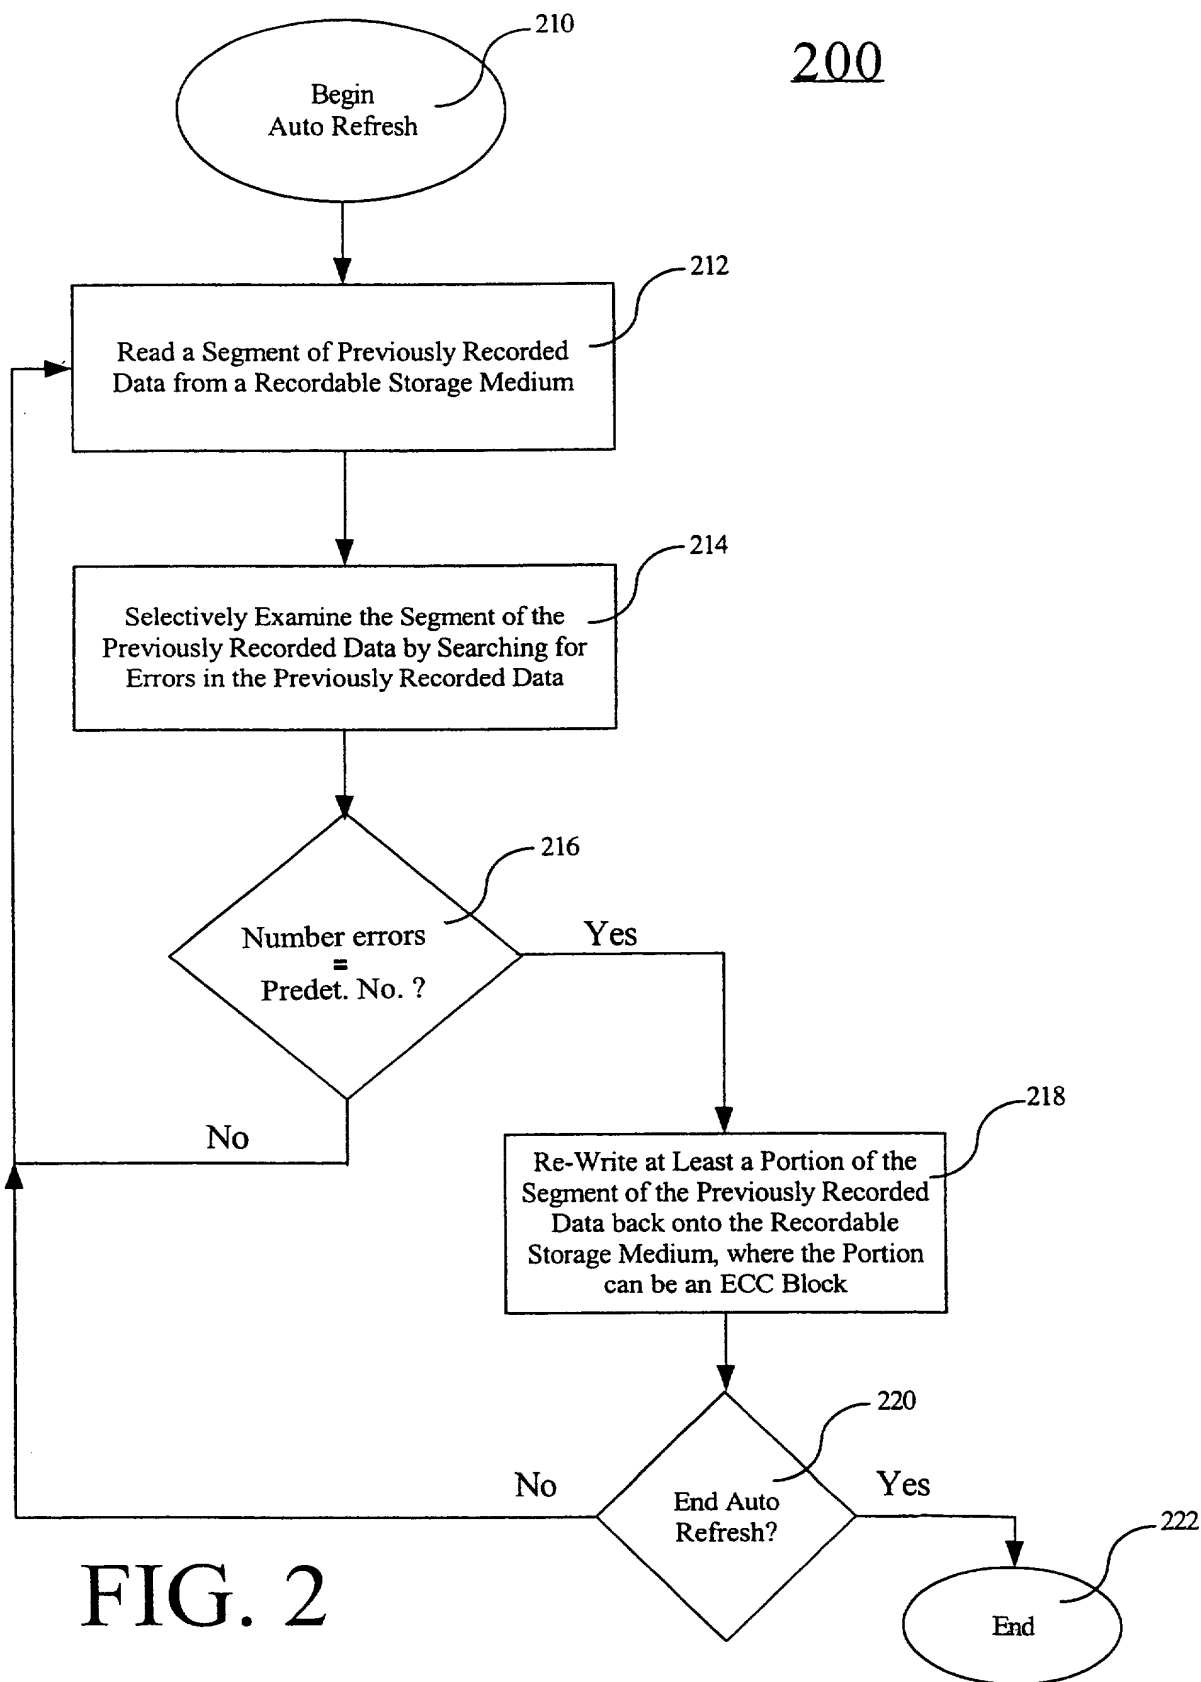 210
200
Begin
Auto Refresh
212
Read a Segment of Previously Recorded
Data from a Recordable Storage Medium
214
Selectively Examine the Segment of the
Previously Recorded Data by Searching for
Errors in the Previously Recorded Data
216
Number errors
=
Predet. No. ?
Yes
No
218
Re-Write at Least a Portion of the
Segment of the Previously Recorded
Data back onto the Recordable
Storage Medium, where the Portion
can be an ECC Block
220
No
End Auto
Refresh?
Yes
222
End
FIG. 2